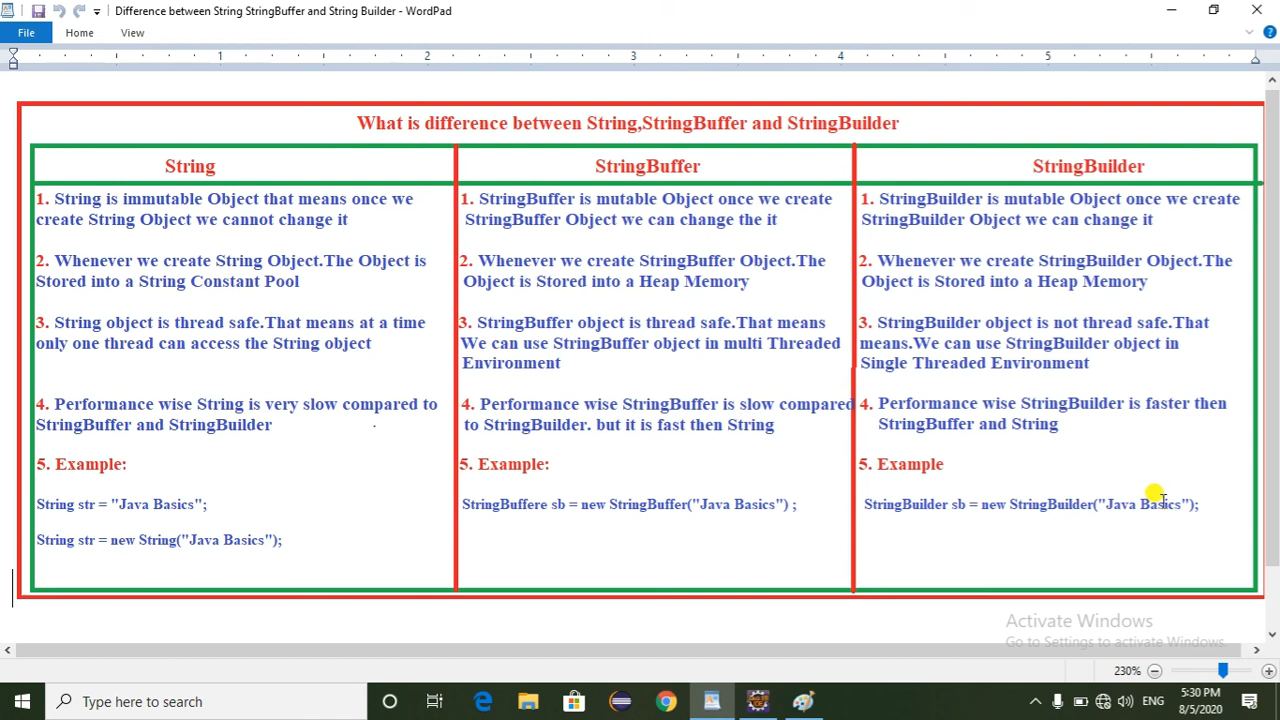 Difference between String StringBuffer and String Builder - WordPad
File Home View
1 2 3 4 5
What is difference between String,StringBuffer and StringBuilder
String
1. String is immutable Object that means once we
create String Object we cannot change it
2. Whenever we create String Object.The Object is
Stored into a String Constant Pool
3. String object is thread safe.That means at a time
only one thread can access the String object
4. Performance wise String is very slow compared to
StringBuffer and StringBuilder
5. Example:
String str = "Java Basics";
String str = new String("Java Basics");
StringBuffer
1. StringBuffer is mutable Object once we create
StringBuffer Object we can change the it
2. Whenever we create StringBuffer Object.The
Object is Stored into a Heap Memory
3. StringBuffer object is thread safe.That means
We can use StringBuffer object in multi Threaded
Environment
4. Performance wise StringBuffer is slow compared
to StringBuilder. but it is fast then String
5. Example:
StringBuffere sb = new StringBuffer("Java Basics") ;
StringBuilder
1. StringBuilder is mutable Object once we create
StringBuilder Object we can change it
2. Whenever we create StringBuilder Object.The
Object is Stored into a Heap Memory
3. StringBuilder object is not thread safe.That
means.We can use StringBuilder object in
Single Threaded Environment
4. Performance wise StringBuilder is faster then
StringBuffer and String
5. Example
StringBuilder sb = new StringBuilder("Java Basics");
Activate Windows
Go to Settings to activate Windows.
230%
Type here to search
ENG
5:30 PM
8/5/2020